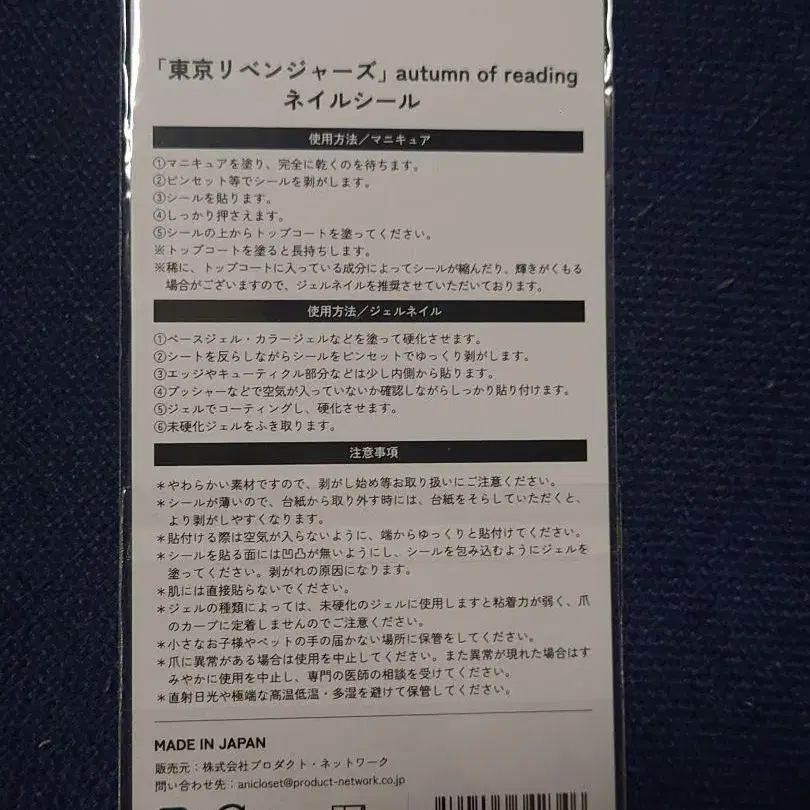 「東京リベンジャーズ」autumn of reading
ネイルシール
使用方法／マニキュア
①マニキュアを塗り、完全に乾くのを待ちます。
②ピンセット等でシールを剥がします。
③シールを貼ります。
④しっかり押さえます。
⑤シールの上からトップコートを塗ってください。
※トップコートを塗ると長持ちします。
※稀に、トップコートに入っている成分によってシールが縮んだり、輝きがくもる
場合がございますので、ジェルネイルを推奨させていただいております。
使用方法／ジェルネイル
①ベースジェル・カラージェルなどを塗って硬化させます。
②シートを反らしながらシールをピンセットでゆっくり剥がします。
③エッジやキューティクル部分などは少し内側から貼ります。
④プッシャーなどで空気が入っていないか確認しながらしっかり貼り付けます。
⑤ジェルでコーティングし、硬化させます。
⑥未硬化ジェルをふき取ります。
注意事項
＊やわらかい素材ですので、剥がし始め等お取り扱いにご注意ください。
＊シールが薄いので、台紙から取り外す時には、台紙をそらしていただくと、
より剥がしやすくなります。
＊貼付ける際は空気が入らないように、端からゆっくりと貼付けてください。
＊シールを貼る面には凹凸が無いようにし、シールを包み込むようにジェルを
塗ってください。剥がれの原因になります。
＊肌には直接貼らないでください。
＊ジェルの種類によっては、未硬化のジェルに使用しますと粘着力が弱く、爪
のカーブに定着しませんのでご注意ください。
＊小さなお子様やペットの手の届かない場所に保管をしてください。
＊爪に異常がある場合は使用を中止してください。また異常が現れた場合はす
みやかに使用を中止し、専門の医師の相談を受けてください。
＊直射日光や極端な高温低温・多湿を避けて保管してください。
MADE IN JAPAN
販売元：株式会社プロダクト・ネットワーク
問い合わせ先：anicloset@product-network.co.jp